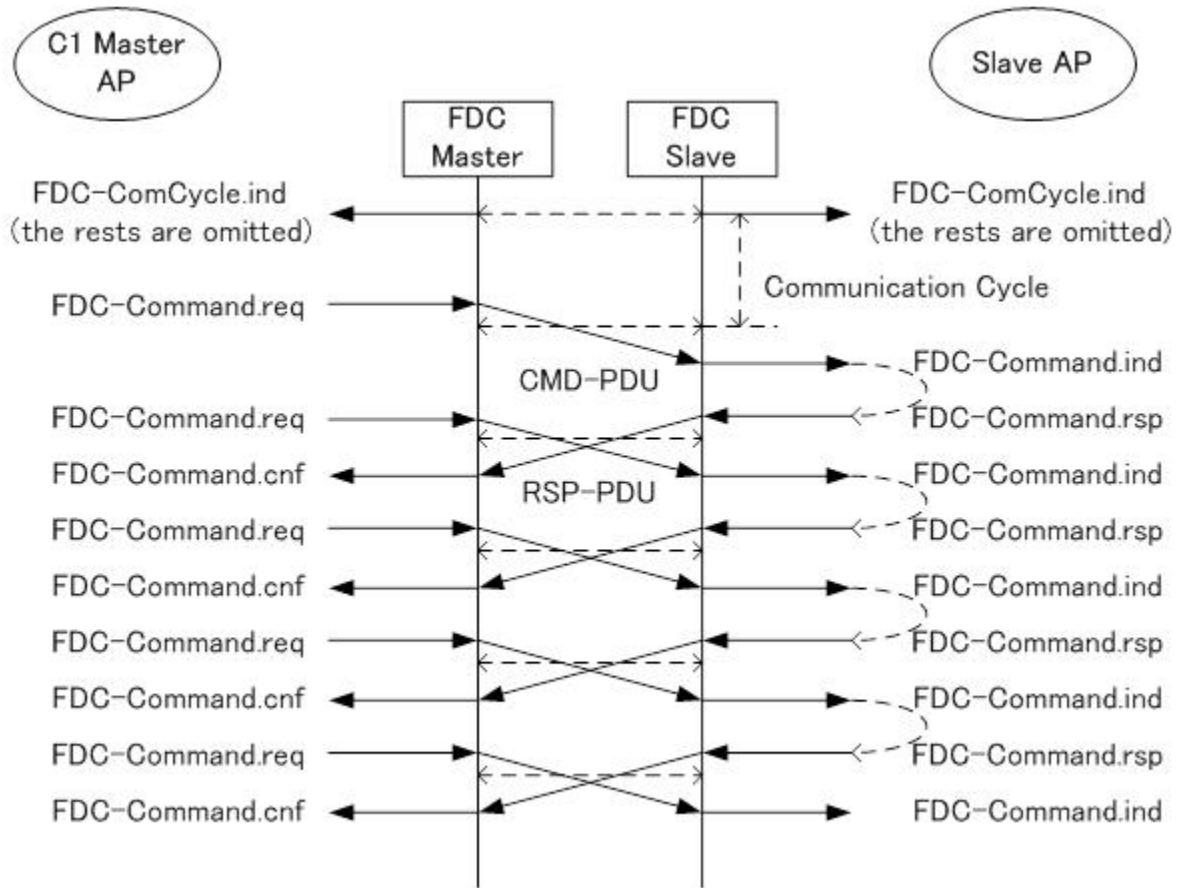 C1 Master
AP
Slave AP
FDC
Master
FDC
Slave
FDC-ComCycle.ind
(the rests are omitted)
FDC-ComCycle.ind
(the rests are omitted)
Communication Cycle
FDC-Command.req
FDC-Command.ind
CMD-PDU
FDC-Command.req
FDC-Command.rsp
FDC-Command.cnf
FDC-Command.ind
RSP-PDU
FDC-Command.req
FDC-Command.rsp
FDC-Command.cnf
FDC-Command.ind
FDC-Command.req
FDC-Command.rsp
FDC-Command.cnf
FDC-Command.ind
FDC-Command.req
FDC-Command.rsp
FDC-Command.cnf
FDC-Command.ind